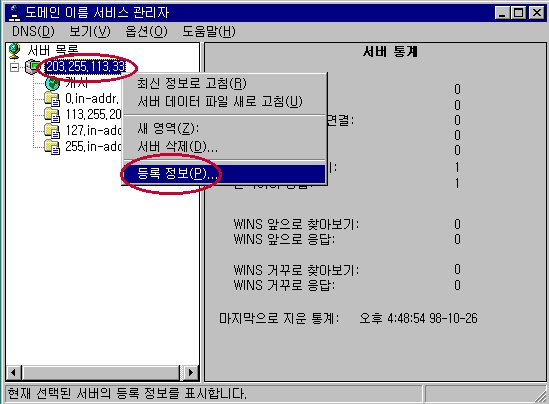 도메인 이름 서비스 관리자
DNS(D) 보기(V) 옵션(O) 도움말(H)
서버 목록
203,255,113,33
캐시
0,in-addr,
113,255,20
127,in-add
255,in-add
최신 정보로 고침(R)
서버 데이터 파일 새로 고침(U)
새 영역(Z):
서버 삭제(D)...
등록 정보(P)...
서버 통계
0
0
연결: 0
0
기: 1
1
WINS 앞으로 찾아보기: 0
WINS 앞으로 응답: 0
WINS 거꾸로 찾아보기: 0
WINS 거꾸로 응답: 0
마지막으로 지운 통계: 오후 4:48:54 98-10-26
현재 선택된 서버의 등록 정보를 표시합니다.